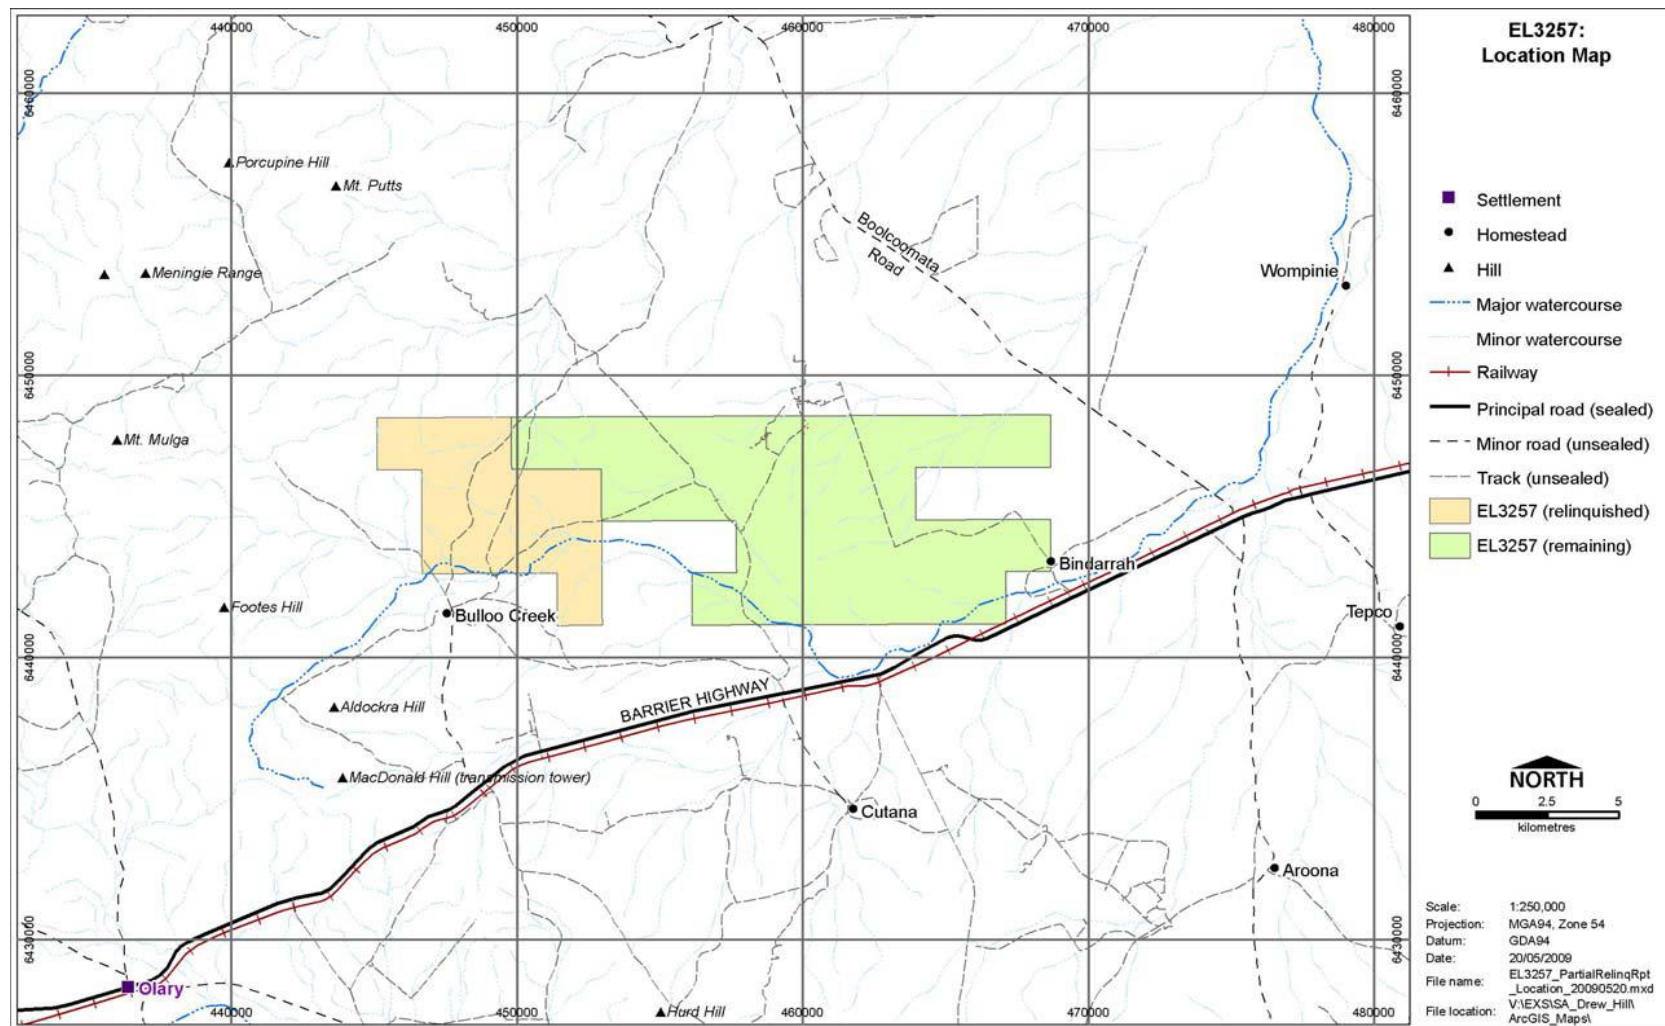 EL3257:
Location Map
440000
450000
460000
470000
480000
6460000
6460000
Porcupine Hill
Mt. Putts
Boolcoomata
Road
Meningie Range
Wompinie
6450000
6450000
Mt. Mulga
Bindarrah
Footes Hill
Bulloo Creek
Tepco
6440000
6440000
Aldockra Hill
BARRIER HIGHWAY
MacDonald Hill (transmission tower)
Cutana
Aroona
6430000
6430000
Olary
Hurd Hill
440000
450000
460000
470000
480000
Settlement
Homestead
Hill
Major watercourse
Minor watercourse
Railway
Principal road (sealed)
Minor road (unsealed)
Track (unsealed)
EL3257 (relinquished)
EL3257 (remaining)
NORTH
0 2.5 5
kilometres
Scale: 1:250,000
Projection: MGA94, Zone 54
Datum: GDA94
Date: 20/05/2009
File name: EL3257_PartialRelinqRpt
_Location_20090520.mxd
File location: V:\EXS\SA_Drew_Hill\
ArcGIS_Maps\